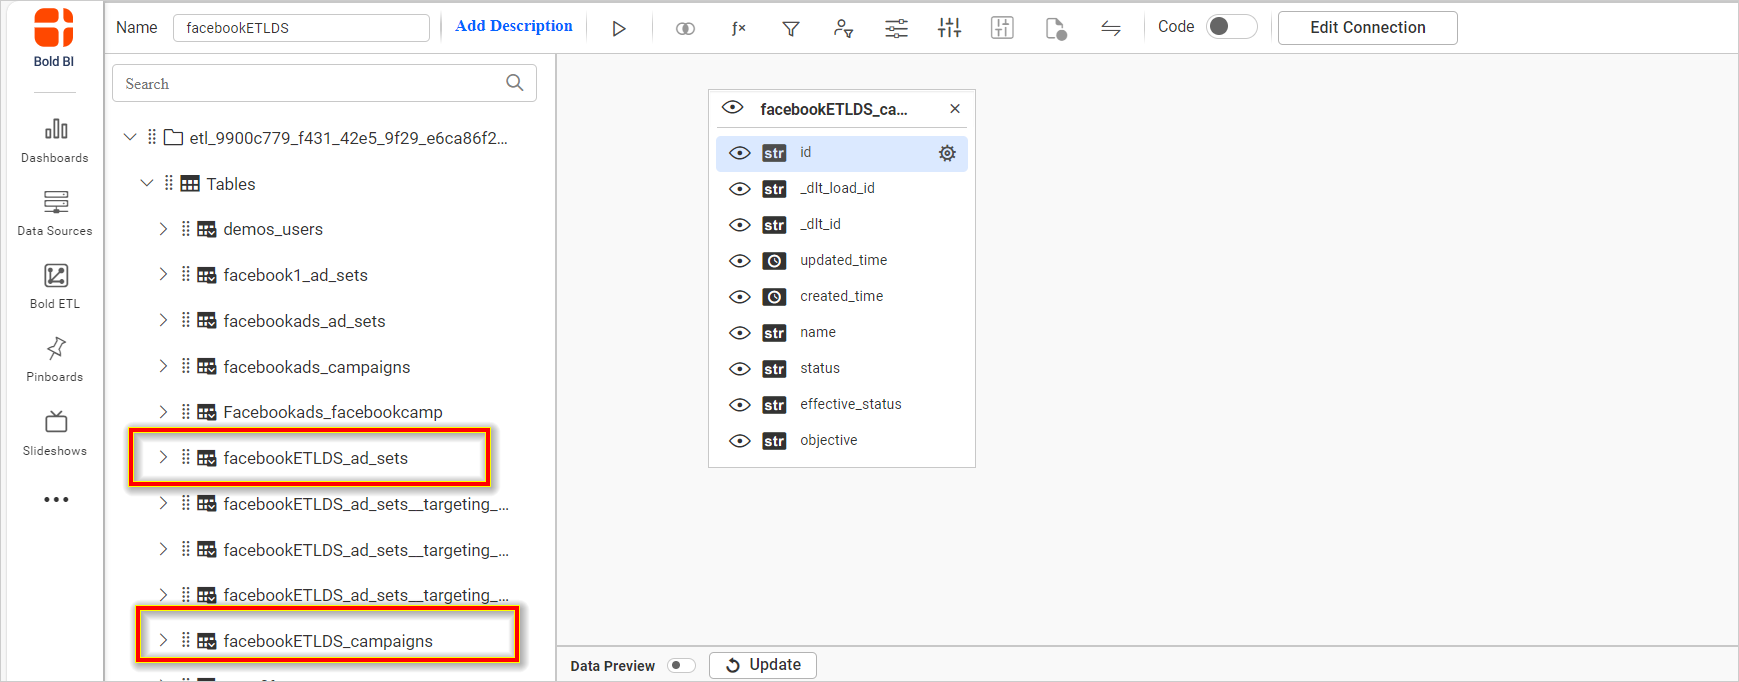 Bold BI
Dashboards
Data Sources
Bold ETL
Pinboards
Slideshows
Name
facebookETLDS
Add Description
Code
Edit Connection
Search
etl_9900c779_f431_42e5_9f29_e6ca86f2...
Tables
demos_users
facebook1_ad_sets
facebookads_ad_sets
facebookads_campaigns
Facebookads_facebookcamp
facebookETLDS_ad_sets
facebookETLDS_ad_sets__targeting_...
facebookETLDS_ad_sets__targeting_...
facebookETLDS_ad_sets__targeting_...
facebookETLDS_campaigns
facebookETLDS_ca...
str id
str _dlt_load_id
str _dlt_id
updated_time
created_time
str name
str status
str effective_status
str objective
Data Preview
Update